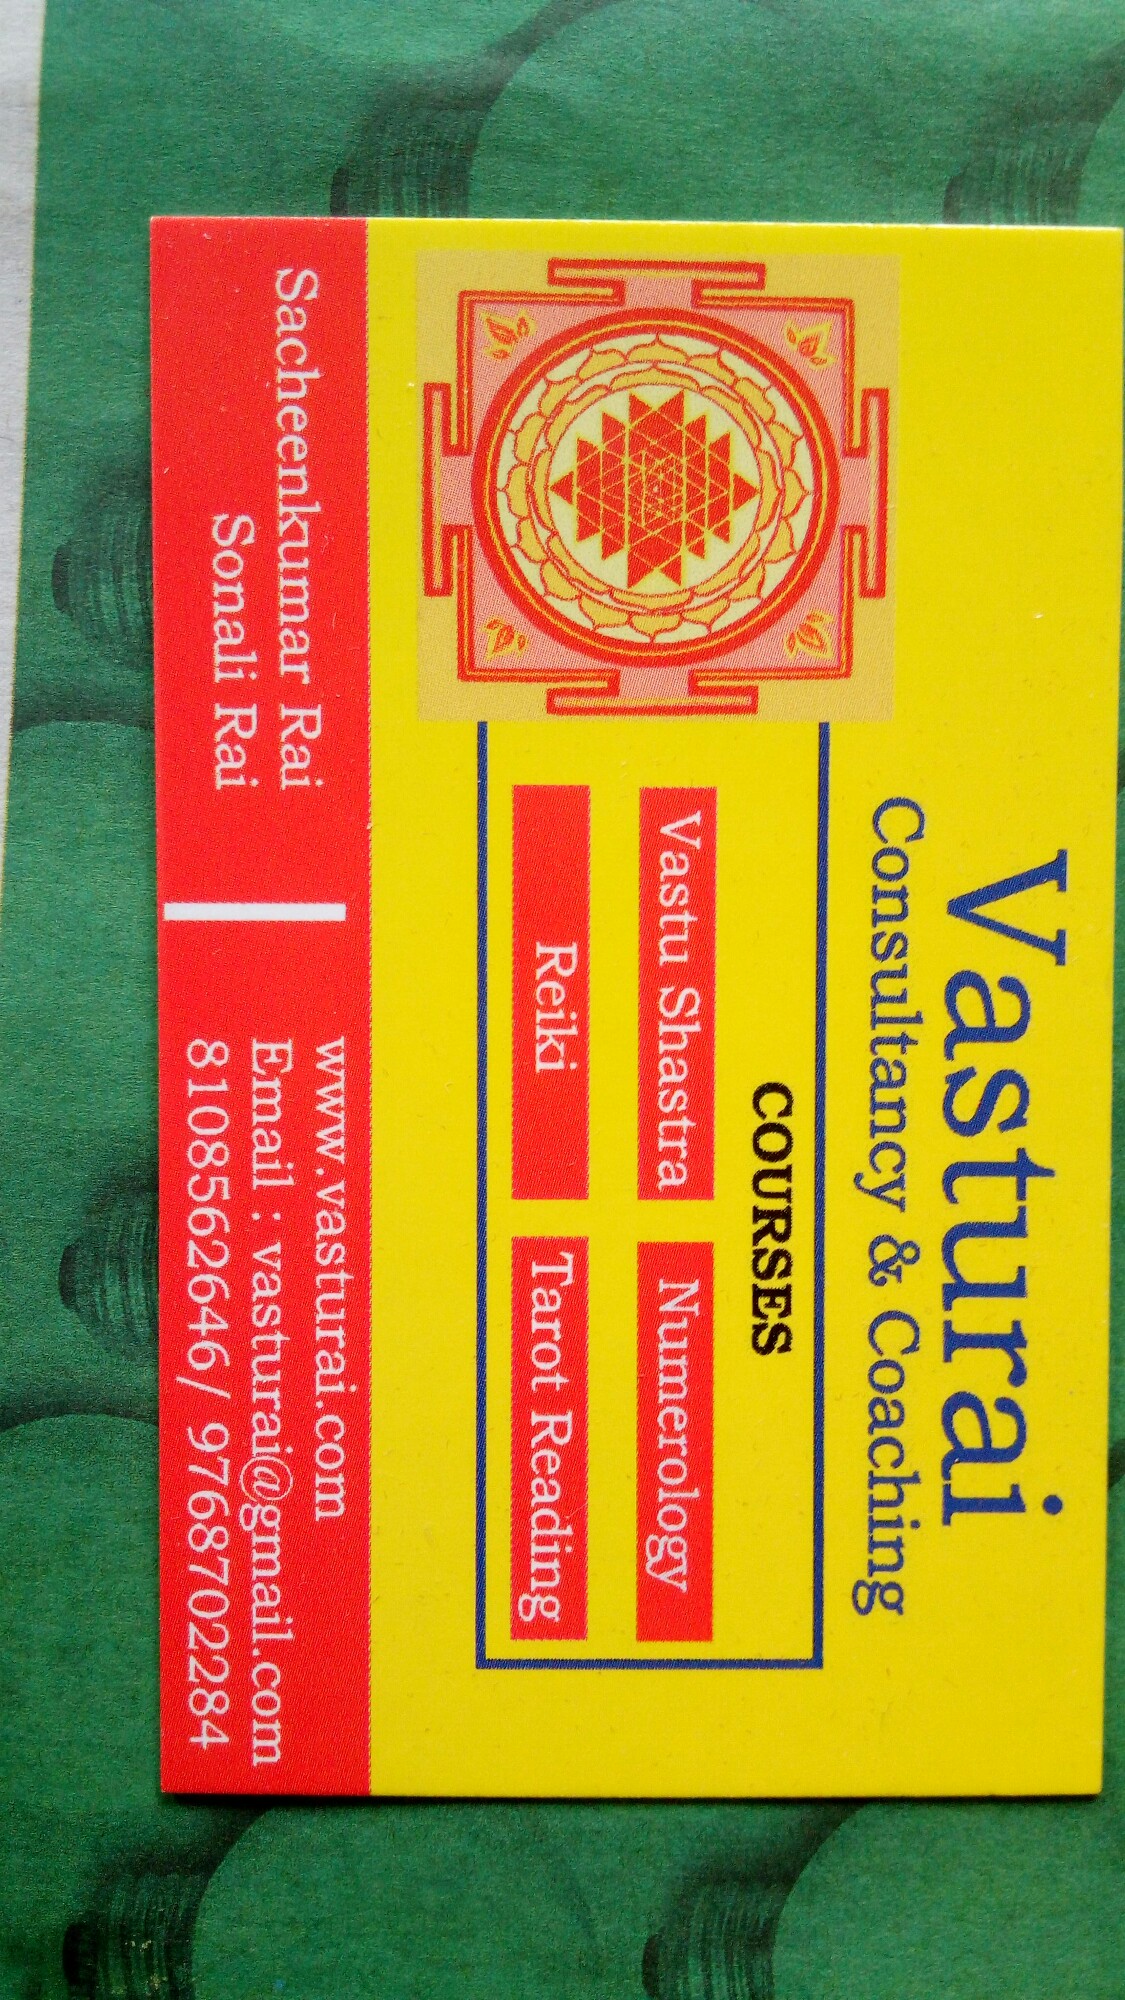 Vasturai
Consultancy & Coaching
COURSES
Vastu Shastra
Numerology
Reiki
Tarot Reading
Sacheenkumar Rai
Sonali Rai
www.vasturai.com
Email : vasturai@gmail.com
8108562646 / 9768702284